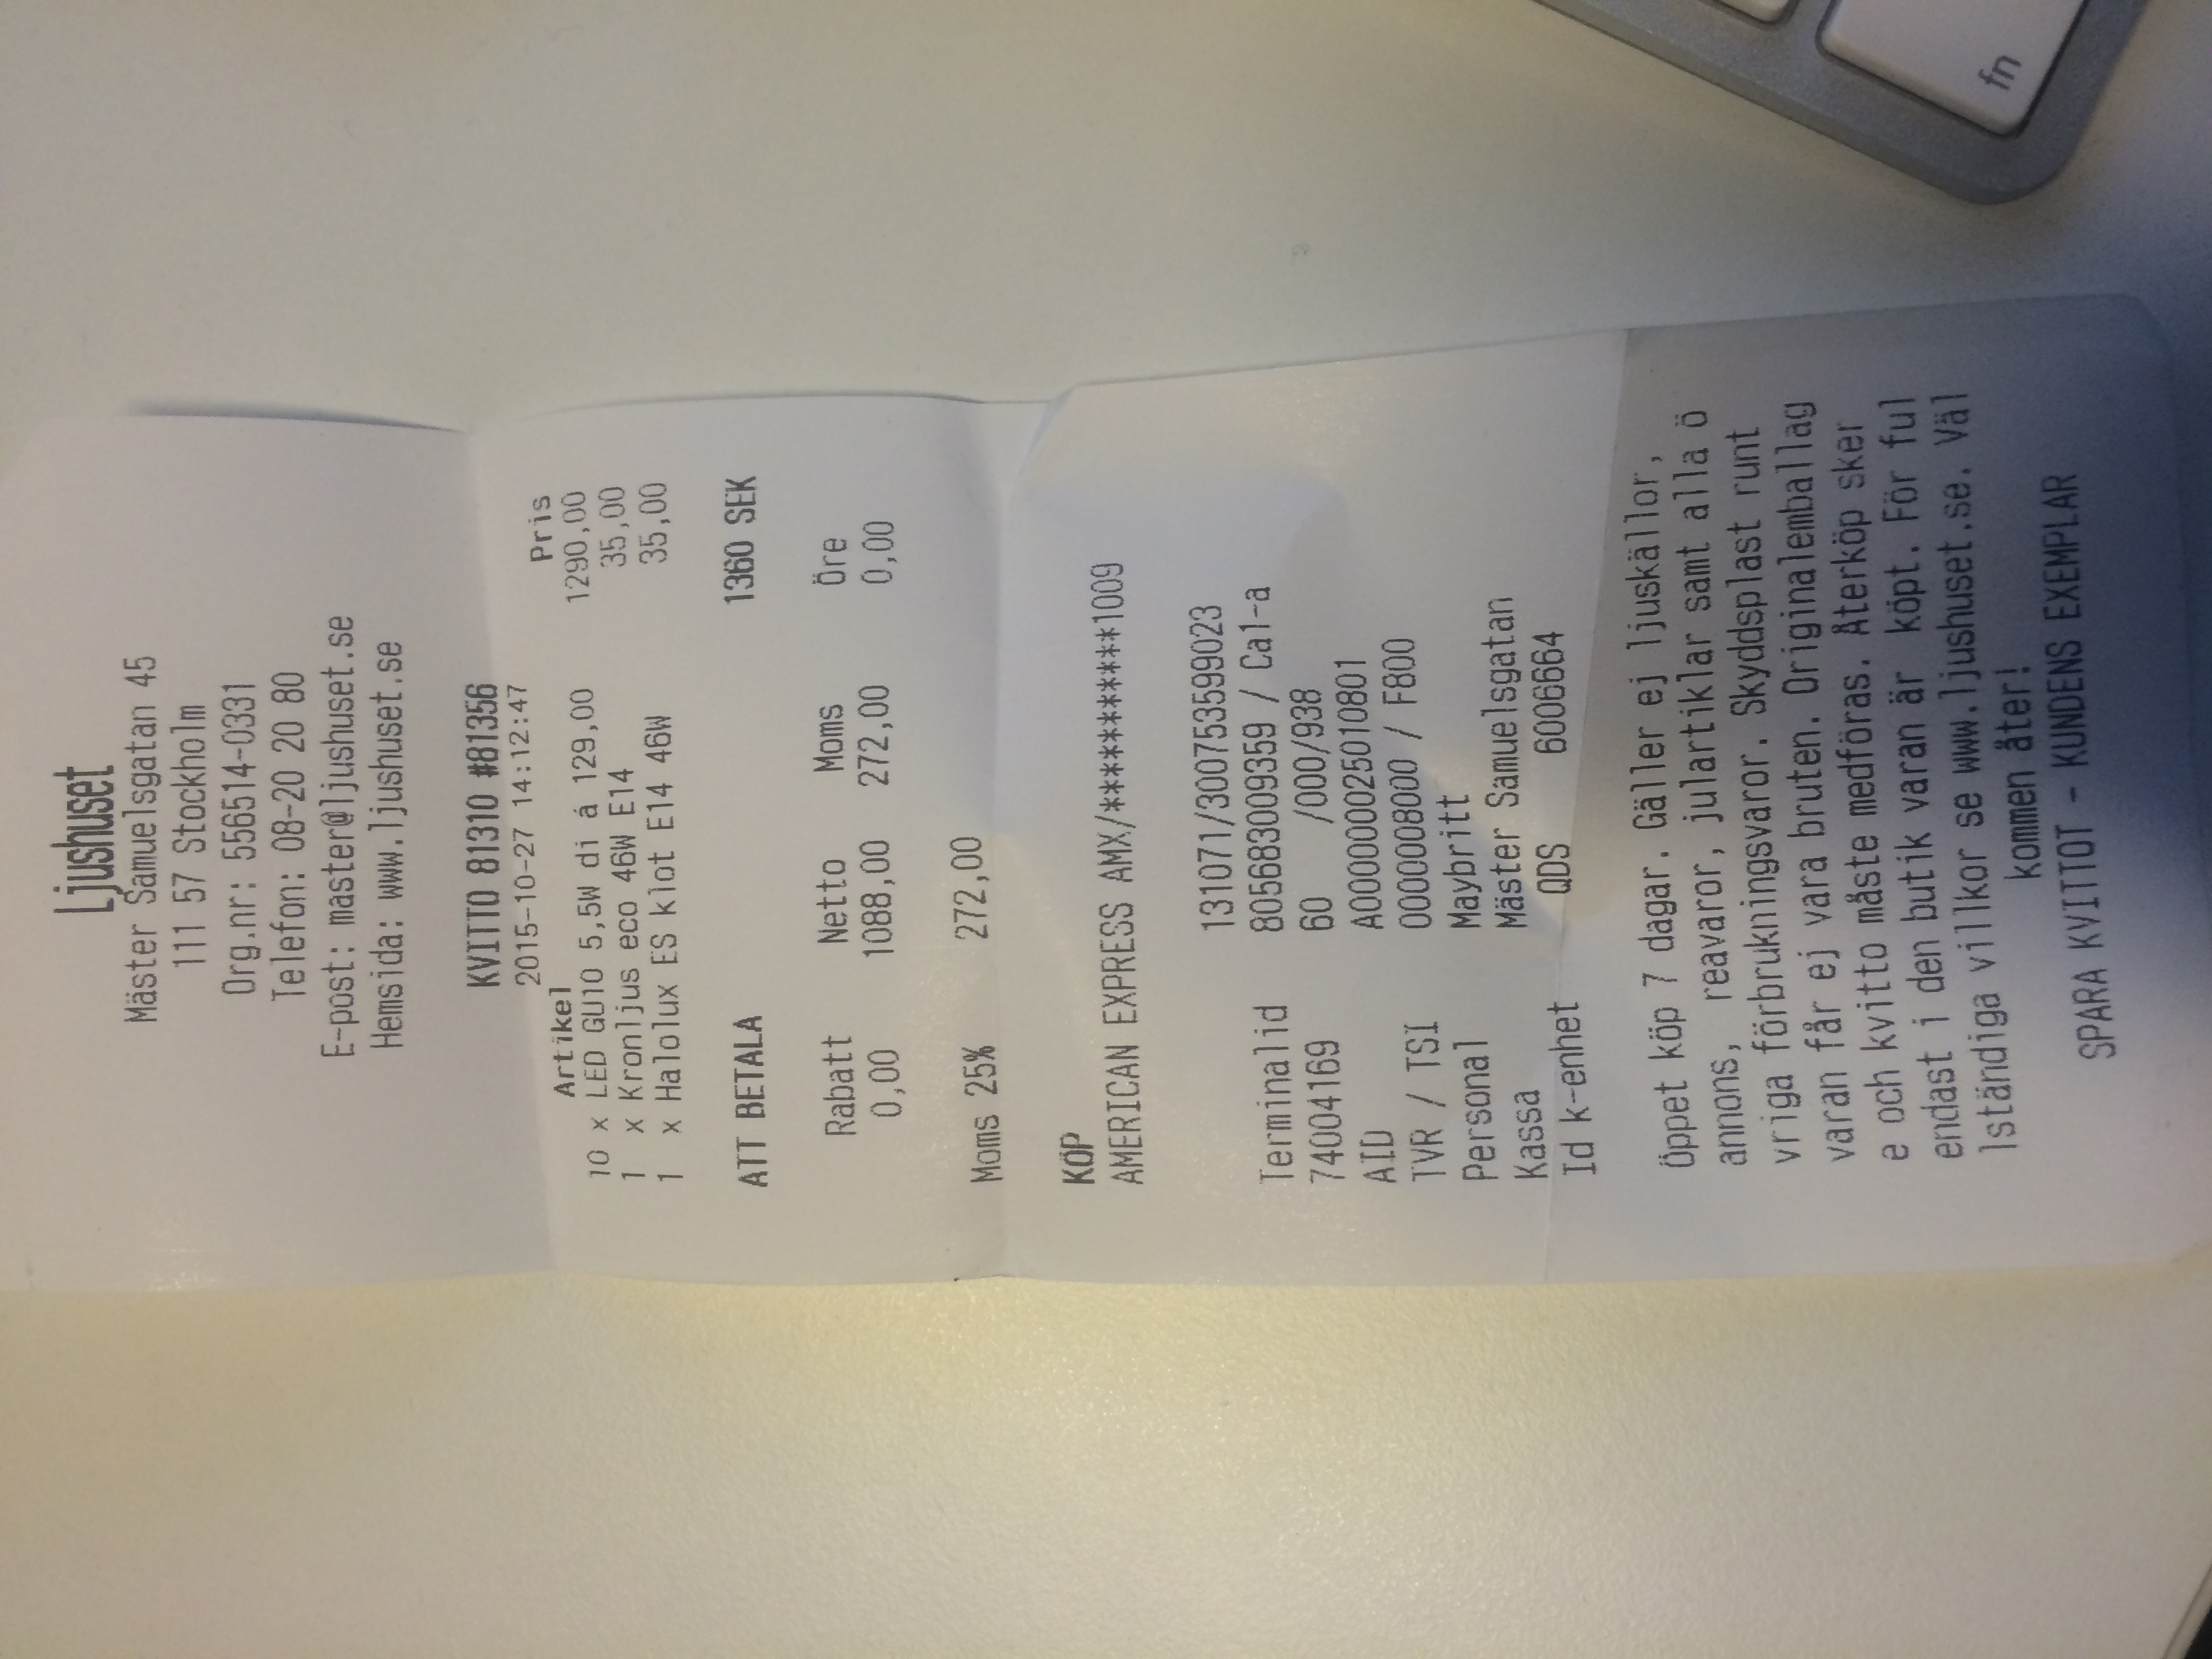 Ljushuset
Mäster Samuelsgatan 45
111 57 Stockholm
Org.nr: 556514-0331
Telefon: 08-20 20 80
E-post: master@ljushuset.se
Hemsida: www.ljushuset.se
KVITTO 81310 #81356
2015-10-27 14:12:47
Artikel Pris
10 x LED GU10 5,5W di á 129,00 1290,00
1 x Kronljus eco 46W E14 35,00
1 x Halolux ES klot E14 46W 35,00
ATT BETALA 1360 SEK
Rabatt Netto Moms Öre
0,00 1088,00 272,00 0,00
Moms 25% 272,00
KÖP
AMERICAN EXPRESS AMX/***********1009
131071/300753599023
Terminalid 805683009359 / Ca1-a
74004169 60 /000/938
AID A000000025010801
TVR / TSI 0000008000 / F800
Personal Maybritt
Kassa Mäster Samuelsgatan
Id k-enhet QDS 6006664
Öppet köp 7 dagar. Gäller ej ljuskällor,
annons, reavaror, julartiklar samt alla ö
vriga förbrukningsvaror. Skyddsplast runt
varan får ej vara bruten. Originalemballag
e och kvitto måste medföras. Återköp sker
endast i den butik varan är köpt. För ful
lständiga villkor se www.ljushuset.se. Väl
kommen åter!
SPARA KVITTOT - KUNDENS EXEMPLAR
fn